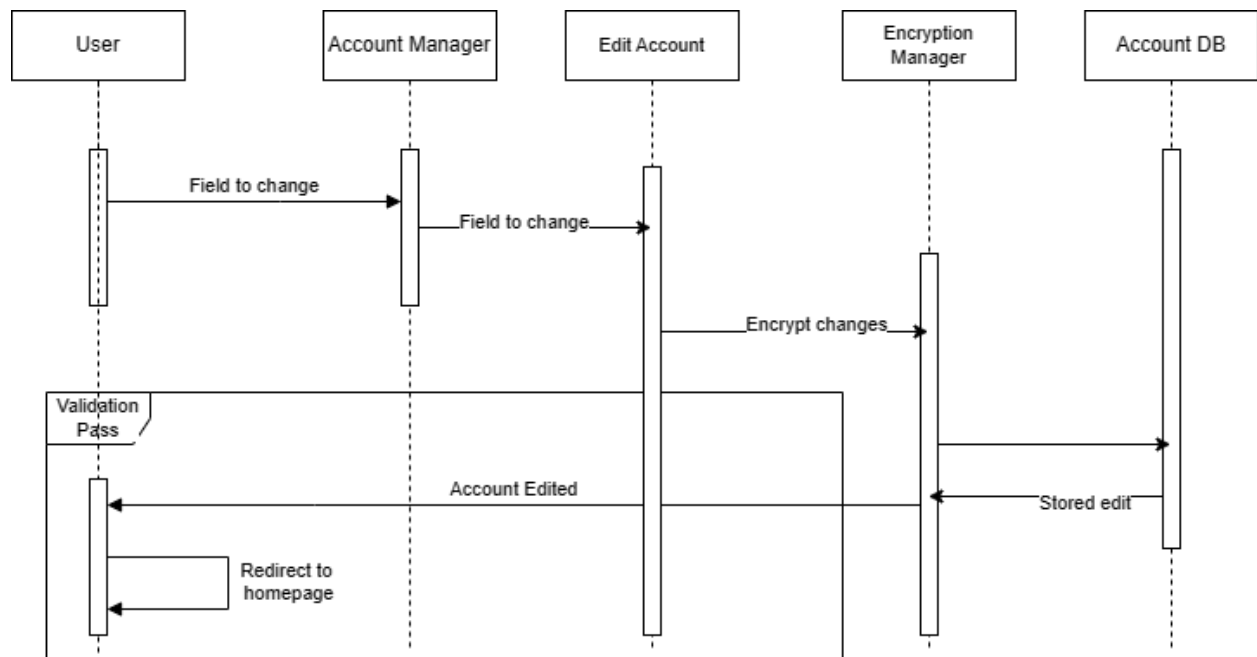 User
Account Manager
Edit Account
Encryption
Manager
Account DB
Field to change
Field to change
Encrypt changes
Validation
Pass
Account Edited
Stored edit
Redirect to
homepage